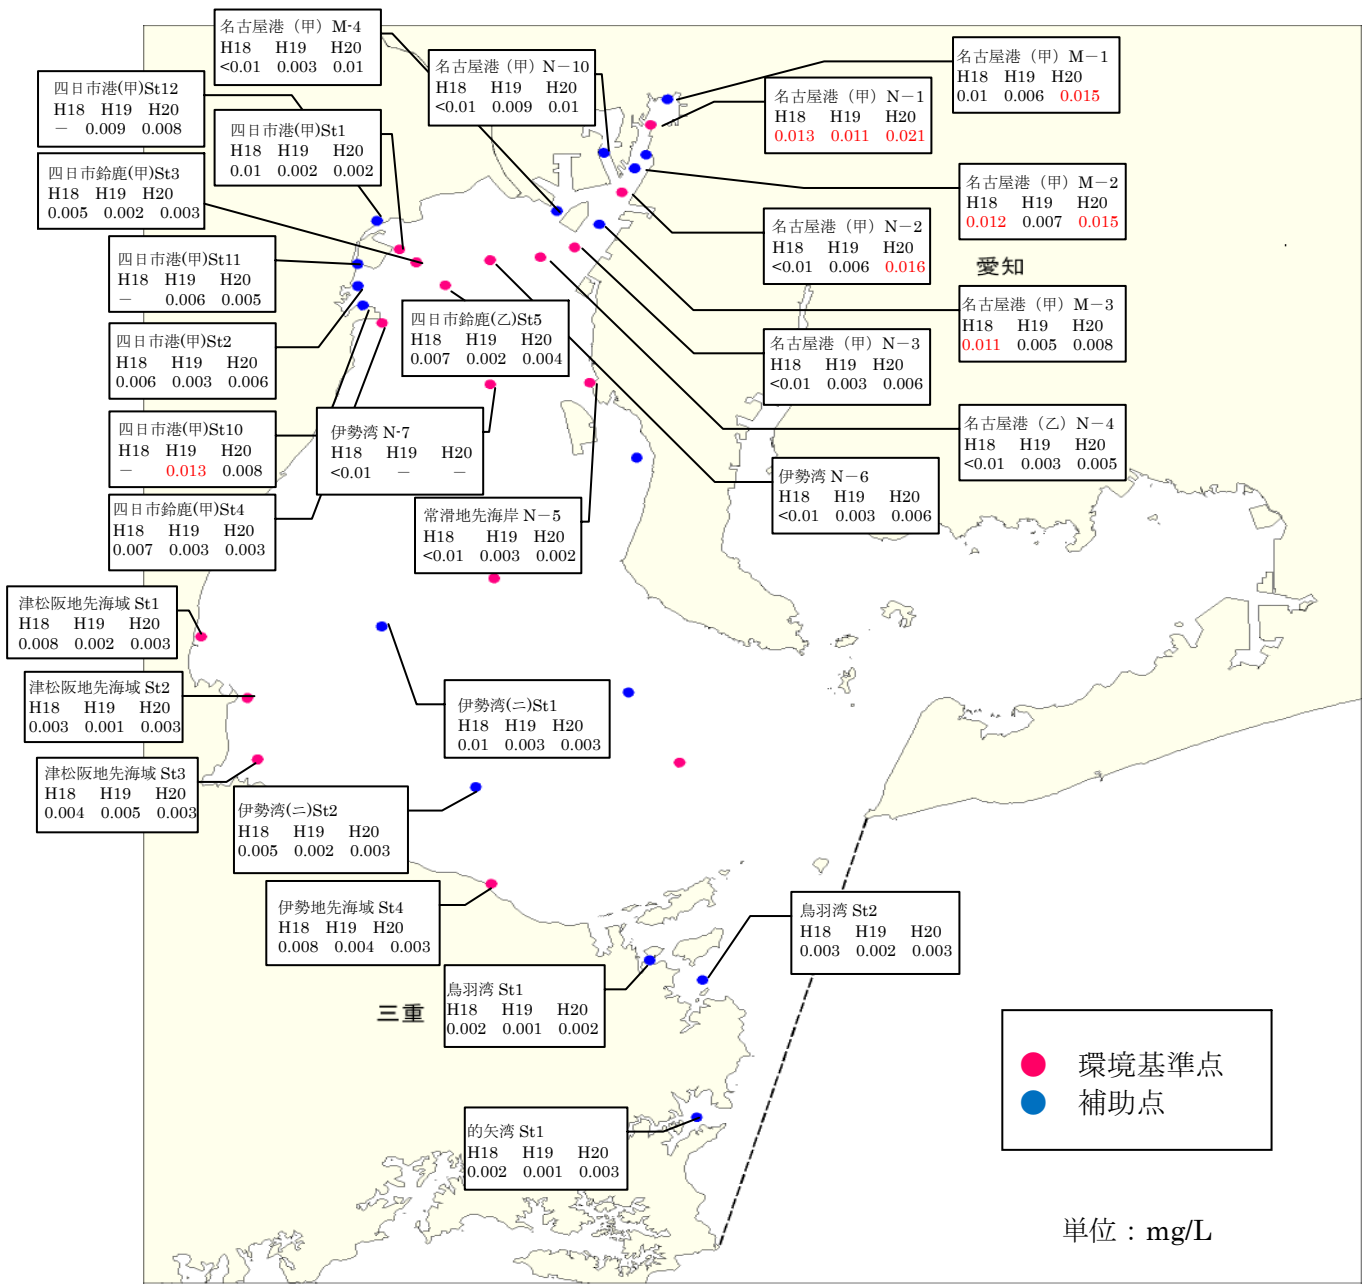 名古屋港（甲）M-4
H18 H19 H20
<0.01 0.003 0.01
名古屋港（甲）N－10
H18 H19 H20
<0.01 0.009 0.01
名古屋港（甲）M－1
H18 H19 H20
0.01 0.006 0.015
名古屋港（甲）N－1
H18 H19 H20
0.013 0.011 0.021
四日市港(甲)St12
H18 H19 H20
－ 0.009 0.008
四日市港(甲)St1
H18 H19 H20
0.01 0.002 0.002
四日市鈴鹿(甲)St3
H18 H19 H20
0.005 0.002 0.003
名古屋港（甲）M－2
H18 H19 H20
0.012 0.007 0.015
名古屋港（甲）N－2
H18 H19 H20
<0.01 0.006 0.016
愛知
四日市港(甲)St11
H18 H19 H20
－ 0.006 0.005
名古屋港（甲）M－3
H18 H19 H20
0.011 0.005 0.008
四日市鈴鹿(乙)St5
H18 H19 H20
0.007 0.002 0.004
四日市港(甲)St2
H18 H19 H20
0.006 0.003 0.006
名古屋港（甲）N－3
H18 H19 H20
<0.01 0.003 0.006
四日市港(甲)St10
H18 H19 H20
－ 0.013 0.008
伊勢湾 N-7
H18 H19 H20
<0.01 － －
名古屋港（乙）N－4
H18 H19 H20
<0.01 0.003 0.005
伊勢湾 N－6
H18 H19 H20
<0.01 0.003 0.006
四日市鈴鹿(甲)St4
H18 H19 H20
0.007 0.003 0.003
常滑地先海岸 N－5
H18 H19 H20
<0.01 0.003 0.002
津松阪地先海域 St1
H18 H19 H20
0.008 0.002 0.003
津松阪地先海域 St2
H18 H19 H20
0.003 0.001 0.003
伊勢湾(二)St1
H18 H19 H20
0.01 0.003 0.003
津松阪地先海域 St3
H18 H19 H20
0.004 0.005 0.003
伊勢湾(二)St2
H18 H19 H20
0.005 0.002 0.003
伊勢地先海域 St4
H18 H19 H20
0.008 0.004 0.003
鳥羽湾 St2
H18 H19 H20
0.003 0.002 0.003
鳥羽湾 St1
H18 H19 H20
0.002 0.001 0.002
三重
環境基準点
補助点
的矢湾 St1
H18 H19 H20
0.002 0.001 0.003
単位：mg/L